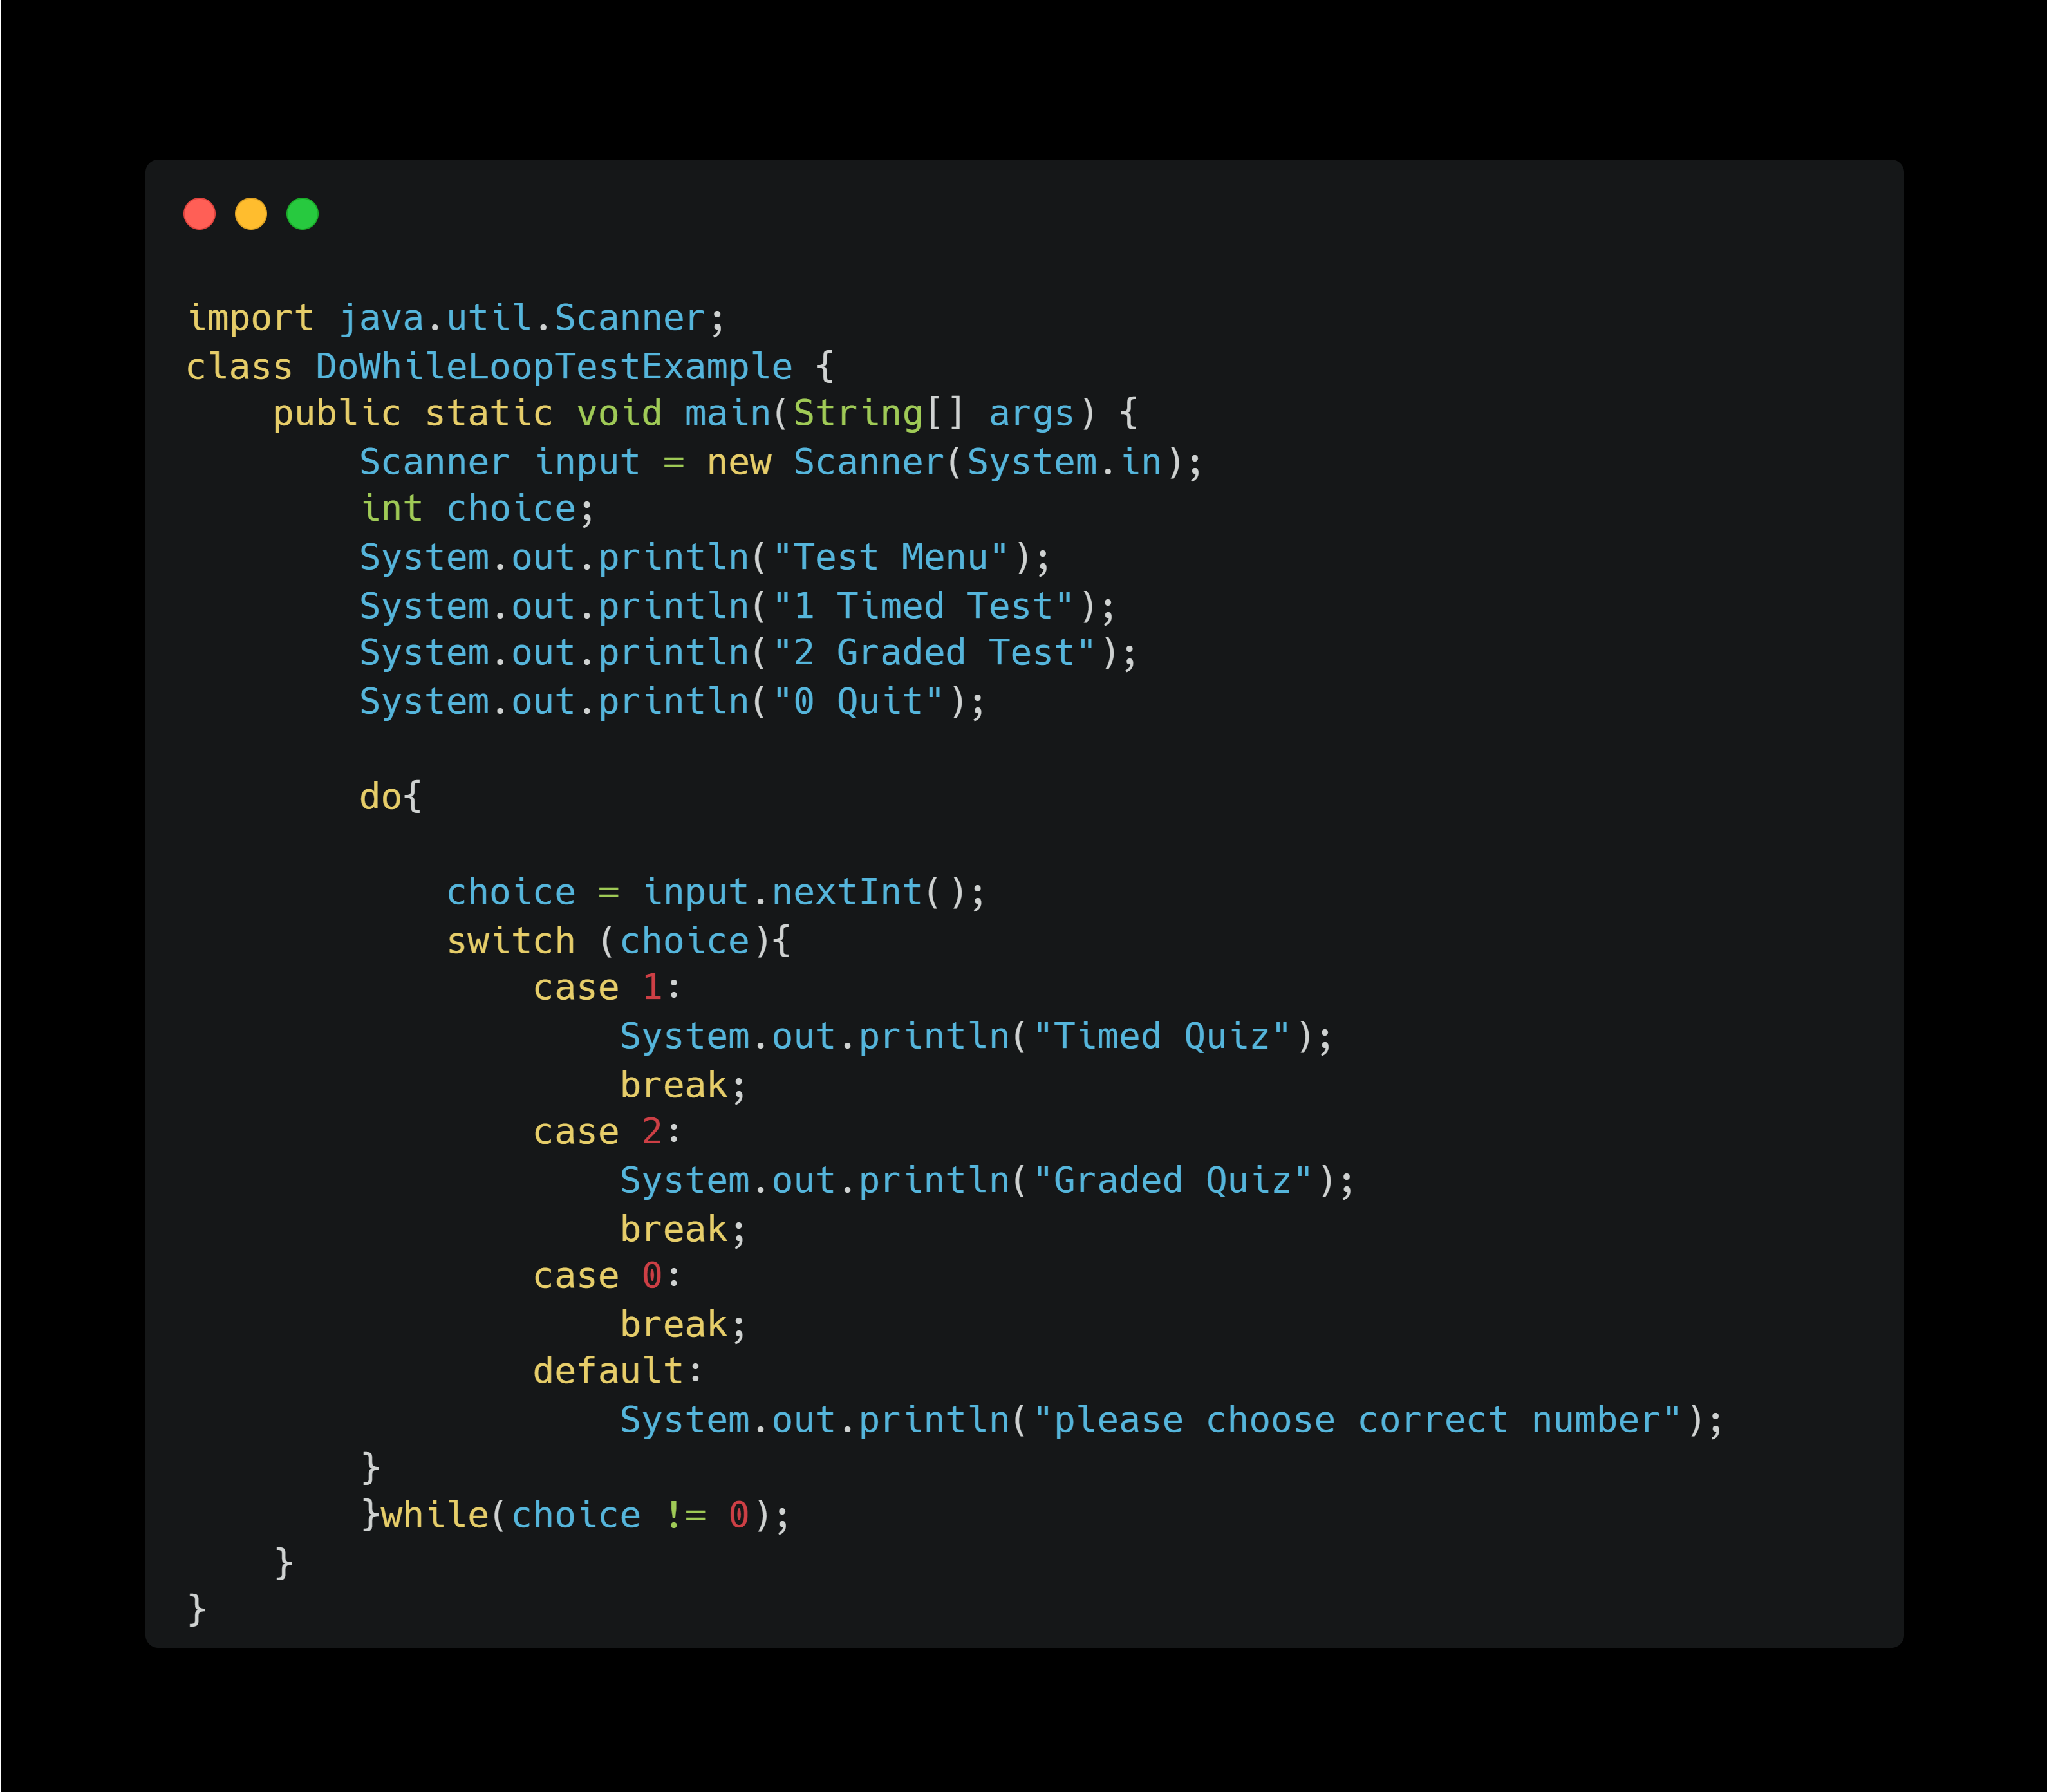 import java.util.Scanner;
class DoWhileLoopTestExample {
    public static void main(String[] args) {
        Scanner input = new Scanner(System.in);
        int choice;
        System.out.println("Test Menu");
        System.out.println("1 Timed Test");
        System.out.println("2 Graded Test");
        System.out.println("0 Quit");

        do{

            choice = input.nextInt();
            switch (choice){
                case 1:
                    System.out.println("Timed Quiz");
                    break;
                case 2:
                    System.out.println("Graded Quiz");
                    break;
                case 0:
                    break;
                default:
                    System.out.println("please choose correct number");
        }
        }while(choice != 0);
    }
}